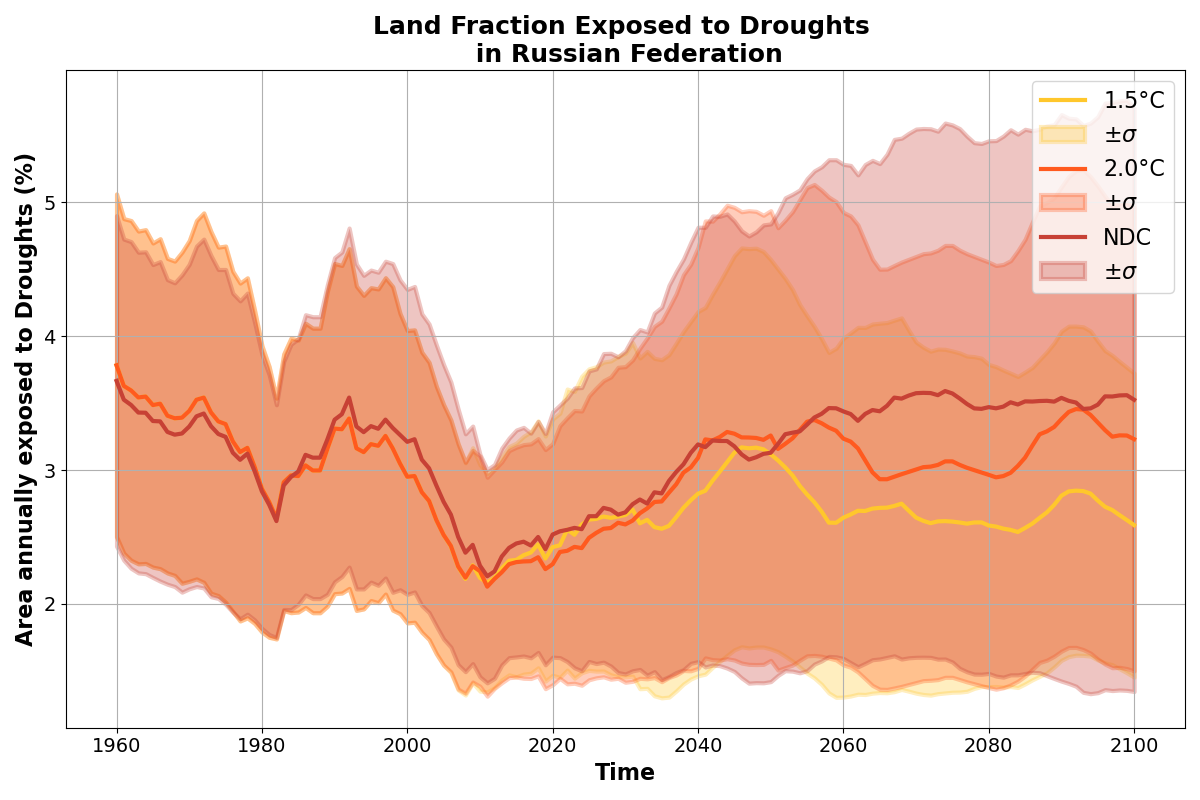 Land Fraction Exposed to Droughts
in Russian Federation
Area annually exposed to Droughts (%)
5
4
3
2
1960
1980
2000
2020
2040
2060
2080
2100
Time
1.5°C
±σ
2.0°C
±σ
NDC
±σ